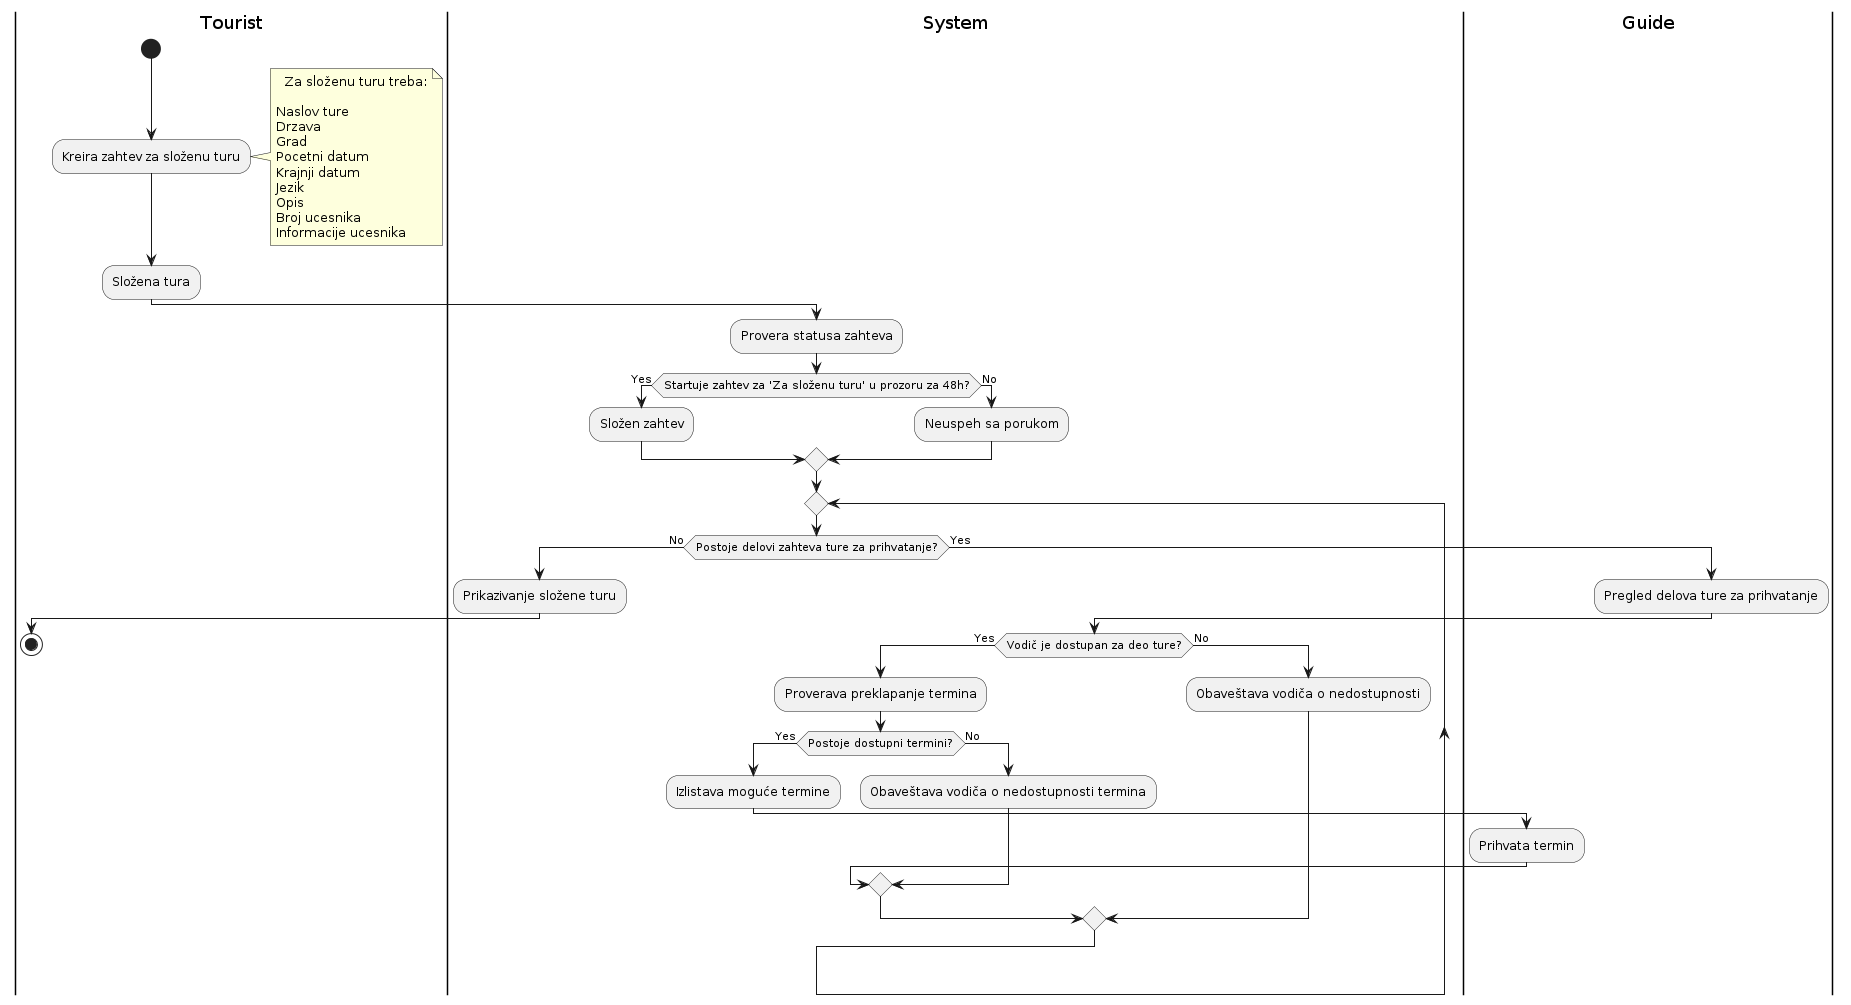 Tourist
System
Guide
Za složenu turu treba:
Naslov ture
Drzava
Grad
Pocetni datum
Krajnji datum
Jezik
Opis
Broj ucesnika
Informacije ucesnika
Kreira zahtev za složenu turu
Složena tura
Provera statusa zahteva
Yes
Startuje zahtev za 'Za složenu turu' u prozoru za 48h?
No
Složen zahtev
Neuspeh sa porukom
No
Postoje delovi zahteva ture za prihvatanje?
Yes
Prikazivanje složene turu
Pregled delova ture za prihvatanje
Yes
Vodič je dostupan za deo ture?
No
Proverava preklapanje termina
Obaveštava vodiča o nedostupnosti
Yes
Postoje dostupni termini?
No
Izlistava moguće termine
Obaveštava vodiča o nedostupnosti termina
Prihvata termin